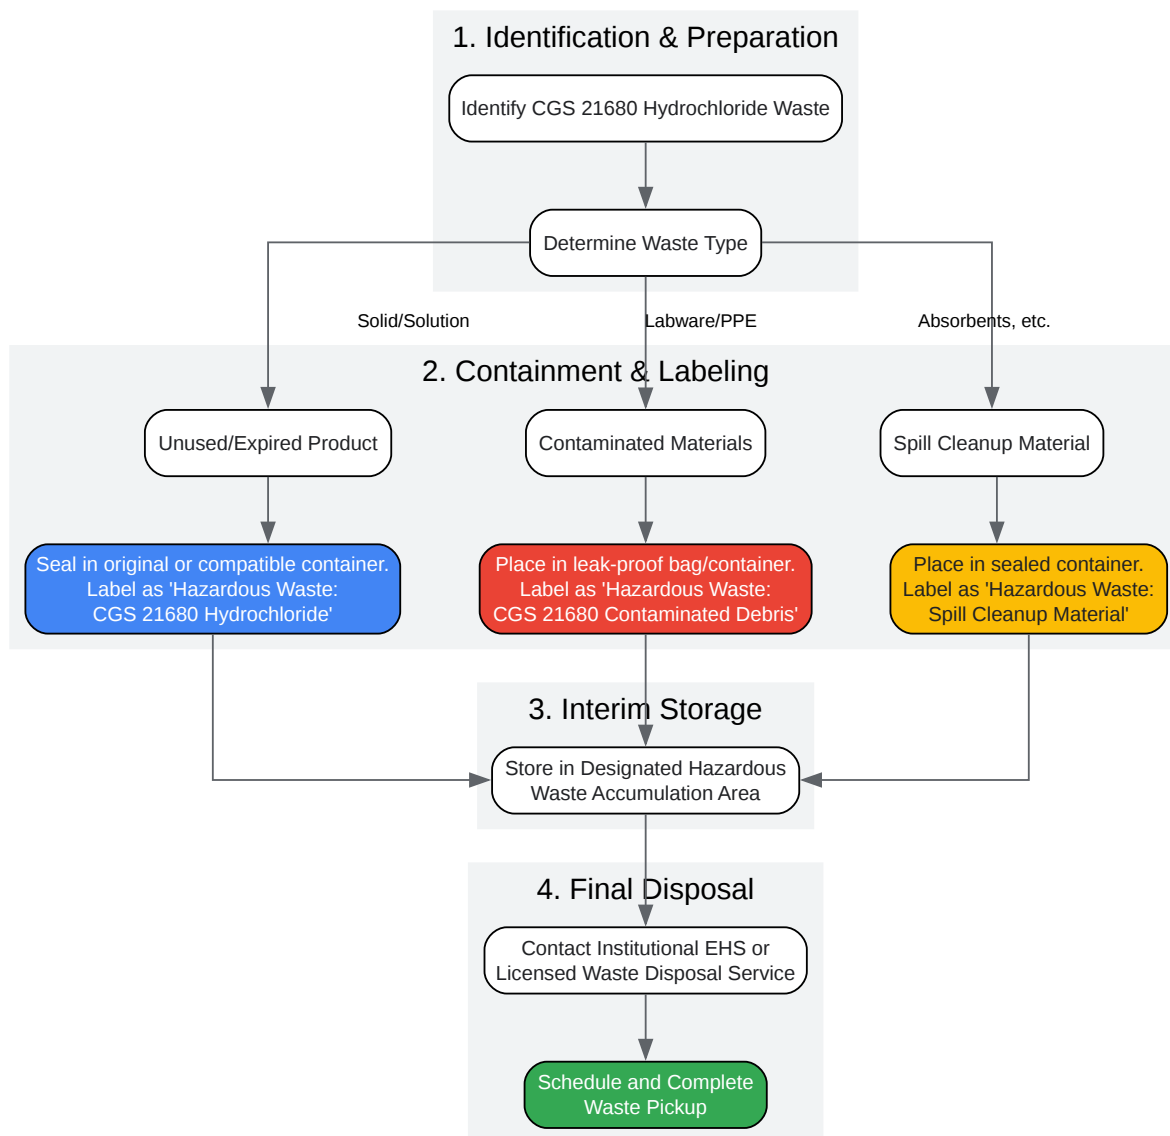 1. Identification & Preparation
Identify CGS 21680 Hydrochloride Waste
Determine Waste Type
Solid/Solution
Labware/PPE
Absorbents, etc.
2. Containment & Labeling
Unused/Expired Product
Contaminated Materials
Spill Cleanup Material
Seal in original or compatible container.
Label as 'Hazardous Waste:
CGS 21680 Hydrochloride'
Place in leak-proof bag/container.
Label as 'Hazardous Waste:
CGS 21680 Contaminated Debris'
Place in sealed container.
Label as 'Hazardous Waste:
Spill Cleanup Material'
3. Interim Storage
Store in Designated Hazardous
Waste Accumulation Area
4. Final Disposal
Contact Institutional EHS or
Licensed Waste Disposal Service
Schedule and Complete
Waste Pickup